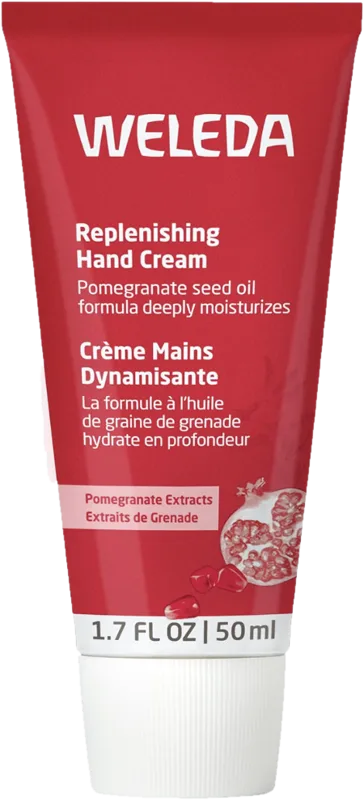 WELEDA
Replenishing
Hand Cream
Pomegranate seed oil
formula deeply moisturizes
Crème Mains
Dynamisante
La formule à l'huile
de graine de grenade
hydrate en profondeur
Pomegranate Extracts
Extraits de Grenade
1.7 FL OZ | 50 ml